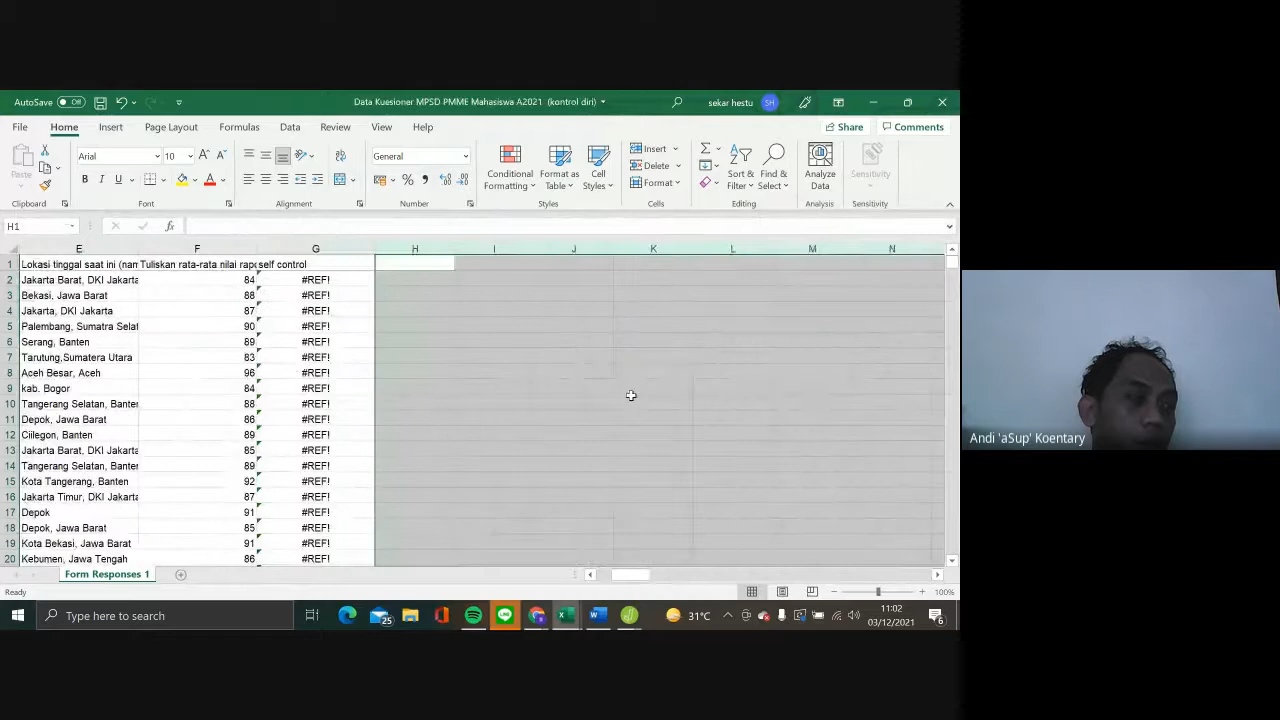 AutoSave Off
Data Kuesioner MPSD PMME Mahasiswa A2021 (kontrol diri)
sekar hestu SH
File Home Insert Page Layout Formulas Data Review View Help Share Comments
Paste
Arial 10
B I U
General
Conditional Formatting
Format as Table
Cell Styles
Insert
Delete
Format
Sort & Filter
Find & Select
Analyze Data
Sensitivity
Clipboard Font Alignment Number Styles Cells Editing Analysis Sensitivity
H1 fx
E F G H I J K L M N
1 Lokasi tinggal saat ini (nam Tuliskan rata-rata nilai rapo self control
2 Jakarta Barat, DKI Jakarta 84 #REF!
3 Bekasi, Jawa Barat 88 #REF!
4 Jakarta, DKI Jakarta 87 #REF!
5 Palembang, Sumatra Selat 90 #REF!
6 Serang, Banten 89 #REF!
7 Tarutung,Sumatera Utara 83 #REF!
8 Aceh Besar, Aceh 96 #REF!
9 kab. Bogor 84 #REF!
10 Tangerang Selatan, Banten 88 #REF!
11 Depok, Jawa Barat 86 #REF!
12 Ciilegon, Banten 89 #REF!
13 Jakarta Barat, DKI Jakarta 85 #REF!
14 Tangerang Selatan, Banten 89 #REF!
15 Kota Tangerang, Banten 92 #REF!
16 Jakarta Timur, DKI Jakarta 87 #REF!
17 Depok 91 #REF!
18 Depok, Jawa Barat 85 #REF!
19 Kota Bekasi, Jawa Barat 91 #REF!
20 Kebumen, Jawa Tengah 86 #REF!
Form Responses 1
Ready 100%
Type here to search
25
31°C
11:02
03/12/2021
6
Andi 'aSup' Koentary